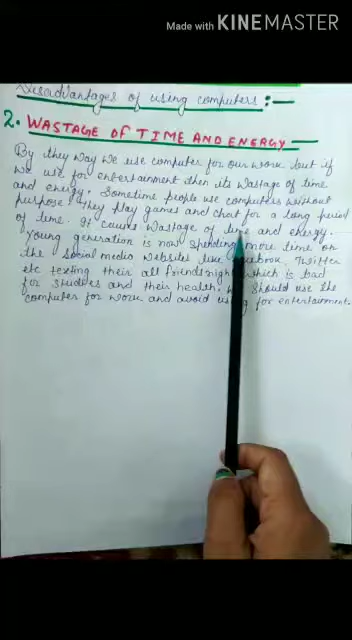 Made with KINEMASTER
Disadvantages of using computers :-
2. WASTAGE OF TIME AND ENERGY -
By they way we use computer for our work but if
we use for entertainment then its wastage of time
and energy. Sometime people use computers without
purpose. They play games and chat for a long period
of time. It causes wastage of time and energy.
Young generation is now spending more time on
the social media websites like Facebook, Twitter
etc texting their all friends night which is bad
for studies and their health. We should use the
computer for work and avoid using for entertainment.